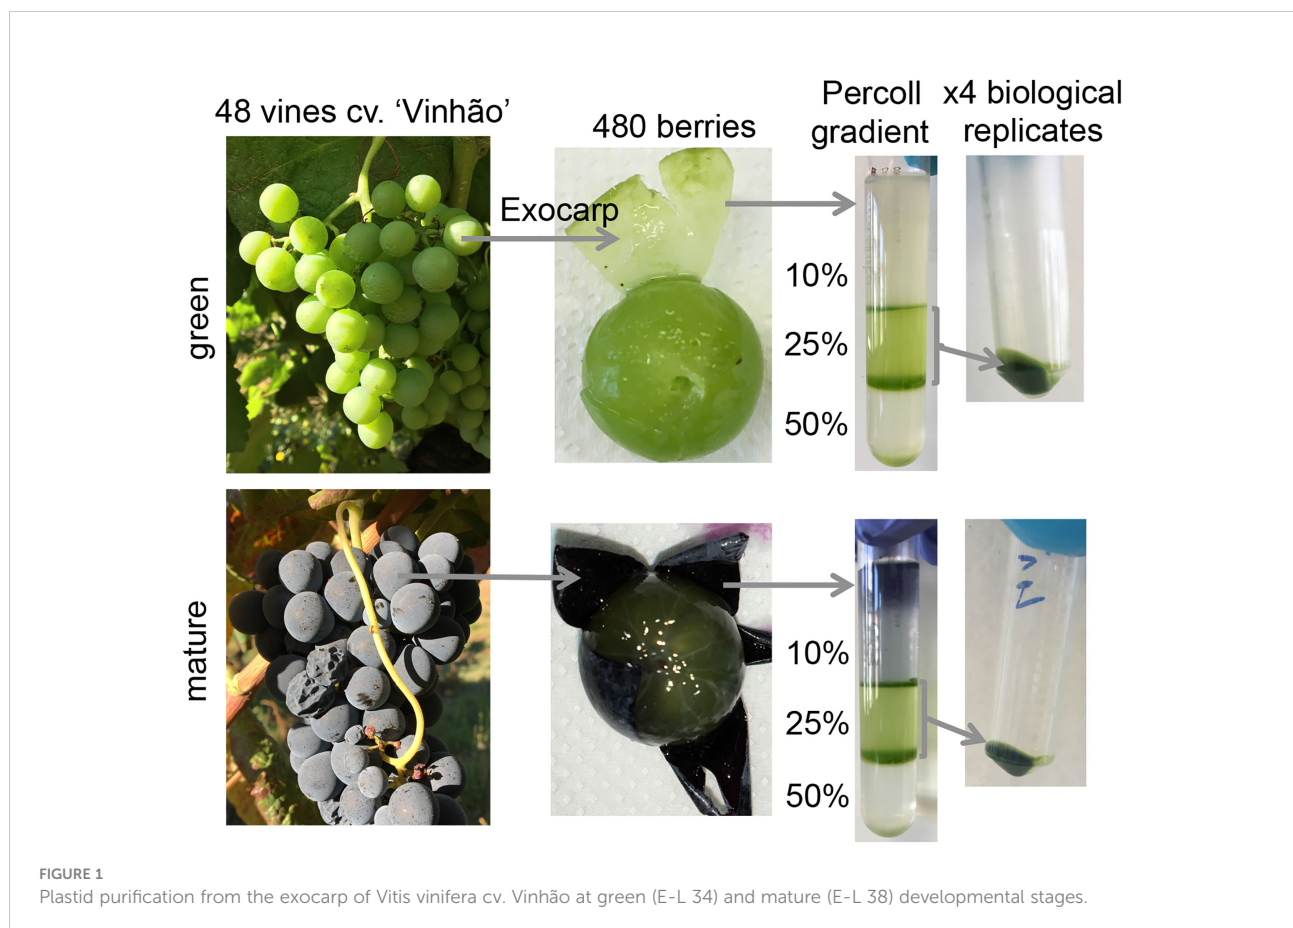 48 vines cv. ‘Vinhão’
480 berries
Percoll
gradient
x4 biological
replicates
green
Exocarp
10%
25%
50%
mature
10%
25%
50%
FIGURE 1
Plastid purification from the exocarp of Vitis vinifera cv. Vinhão at green (E-L 34) and mature (E-L 38) developmental stages.